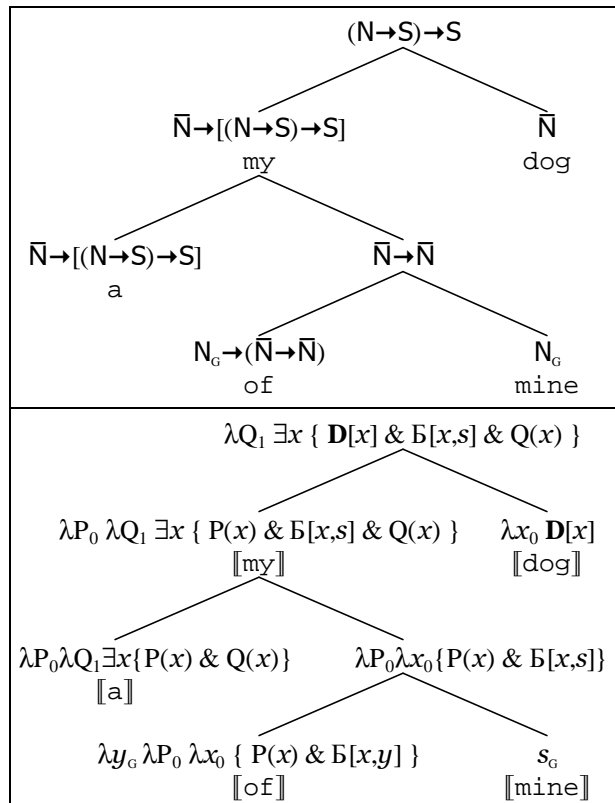 (N→S)→S
N̄→[(N→S)→S] N̄
my dog
N̄→[(N→S)→S] N̄→N̄
a
N_G→(N̄→N̄) N_G
of mine
λQ₁ ∃x { D[x] & Б[x,s] & Q(x) }
λP₀ λQ₁ ∃x { P(x) & Б[x,s] & Q(x) } λx₀ D[x]
⟦my⟧ ⟦dog⟧
λP₀λQ₁∃x{P(x) & Q(x)} λP₀λx₀{P(x) & Б[x,s]}
⟦a⟧
λy_G λP₀ λx₀ { P(x) & Б[x,y] } s_G
⟦of⟧ ⟦mine⟧